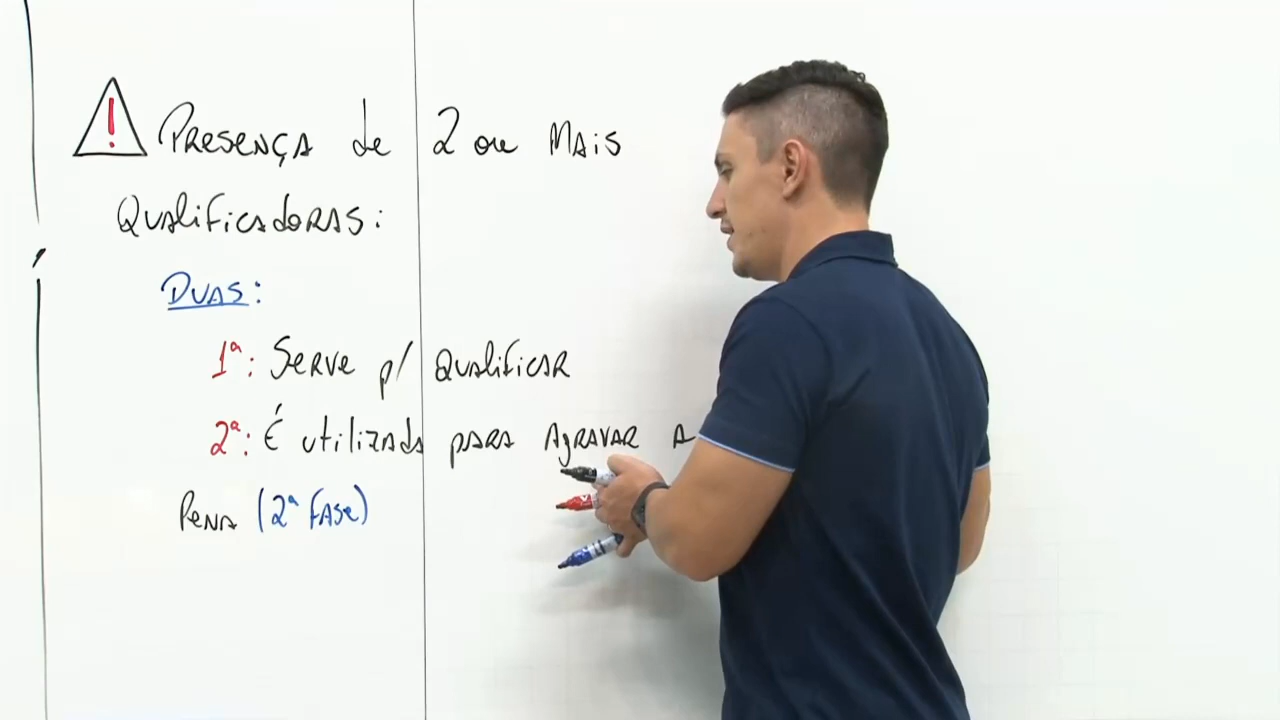 ! Presença de 2 ou Mais
Qualificadoras:
Duas:
1ª: Serve p/ Qualificar
2ª: É utilizada para Agravar a
Pena (2ª Fase)